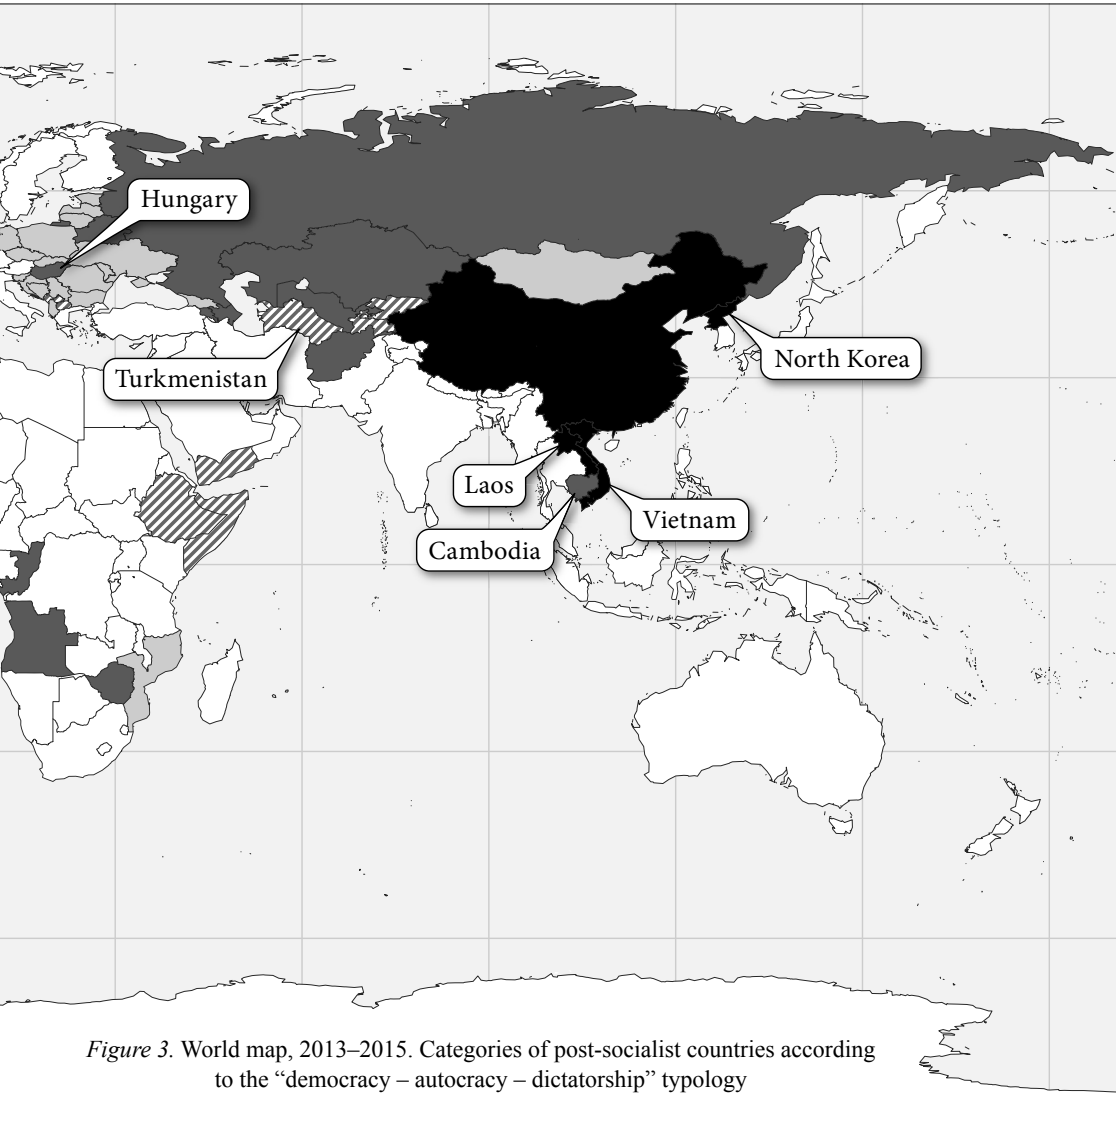 Hungary
North Korea
Turkmenistan
Laos
Vietnam
Cambodia
Figure 3. World map, 2013–2015. Categories of post-socialist countries according
to the “democracy – autocracy – dictatorship” typology